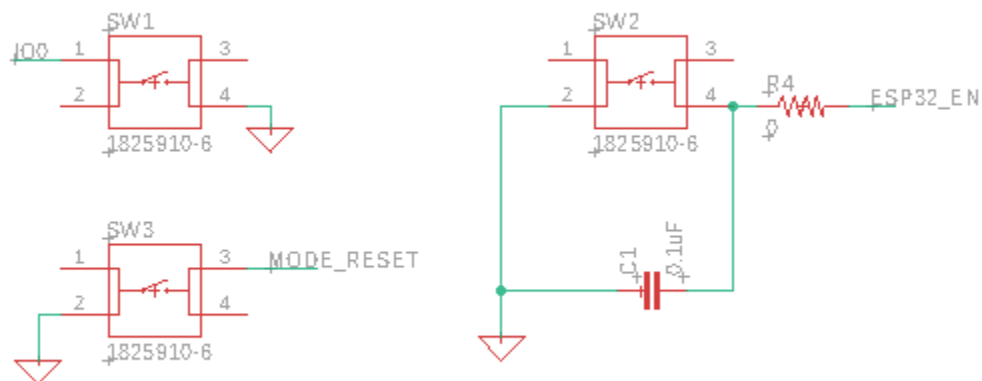 SW1
IO0
1
3
2
4
1825910-6
SW2
1
3
2
4
1825910-6
R4
0
ESP32_EN
C1
0.1uF
SW3
1
3
MODE_RESET
2
4
1825910-6